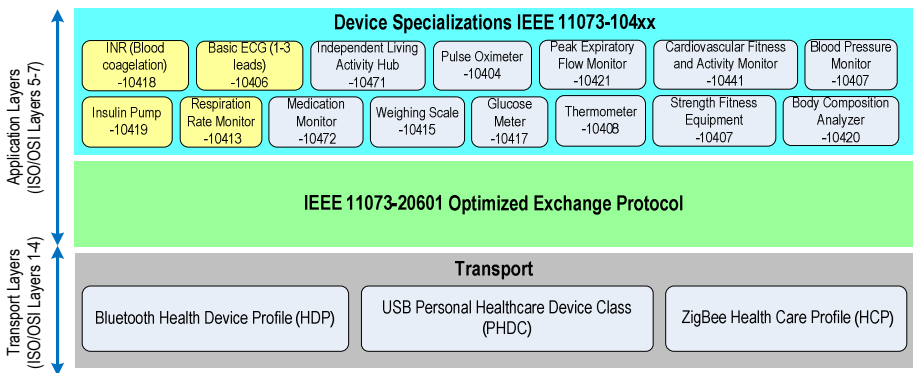 Device Specializations IEEE 11073-104xx
INR (Blood
coagelation)
-10418
Basic ECG (1-3
leads)
-10406
Independent Living
Activity Hub
-10471
Pulse Oximeter
-10404
Peak Expiratory
Flow Monitor
-10421
Cardiovascular Fitness
and Activity Monitor
-10441
Blood Pressure
Monitor
-10407
Insulin Pump
-10419
Respiration
Rate Monitor
-10413
Medication
Monitor
-10472
Weighing Scale
-10415
Glucose
Meter
-10417
Thermometer
-10408
Strength Fitness
Equipment
-10407
Body Composition
Analyzer
-10420
Application Layers
(ISO/OSI Layers 5-7)
IEEE 11073-20601 Optimized Exchange Protocol
Transport Layers
(ISO/OSI Layers 1-4)
Transport
Bluetooth Health Device Profile (HDP)
USB Personal Healthcare Device Class
(PHDC)
ZigBee Health Care Profile (HCP)